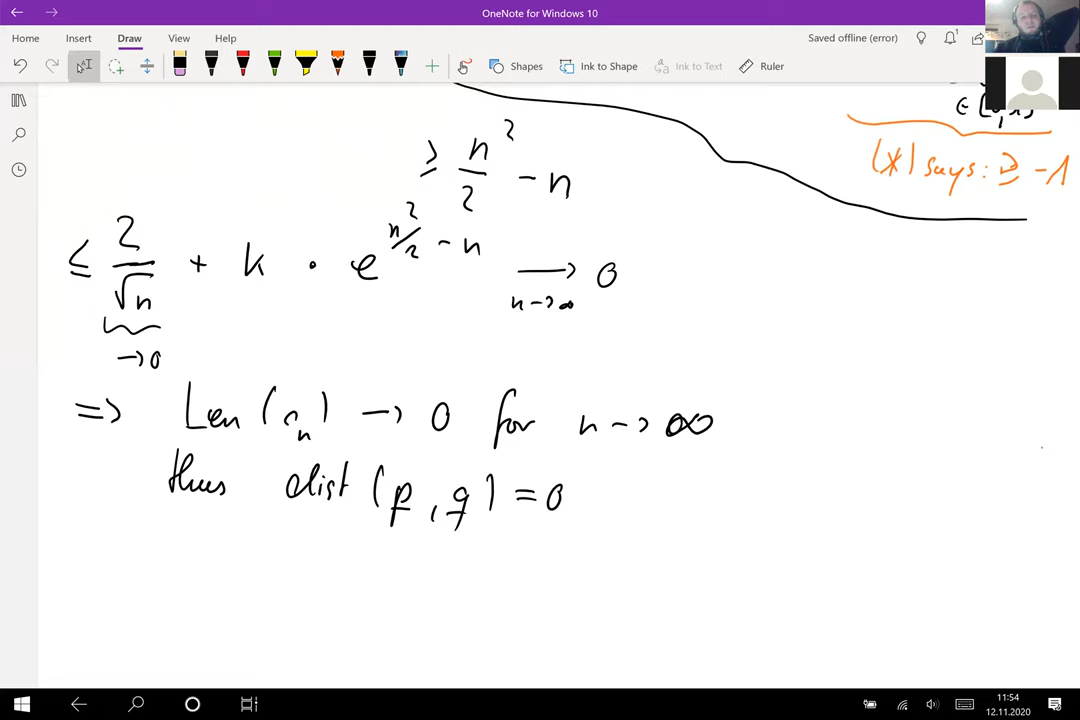 OneNote for Windows 10
Home Insert Draw View Help
Saved offline (error)
Shapes Ink to Shape Ink to Text Ruler
(*) says: ≥ -1
≥ n²/2 - n
≤ 2/√n + k · e^(n²/2 - n) → 0
n→∞
→0
=> Len(c_n) → 0 for n → ∞
thus dist (p, q) = 0
11:54
12.11.2020